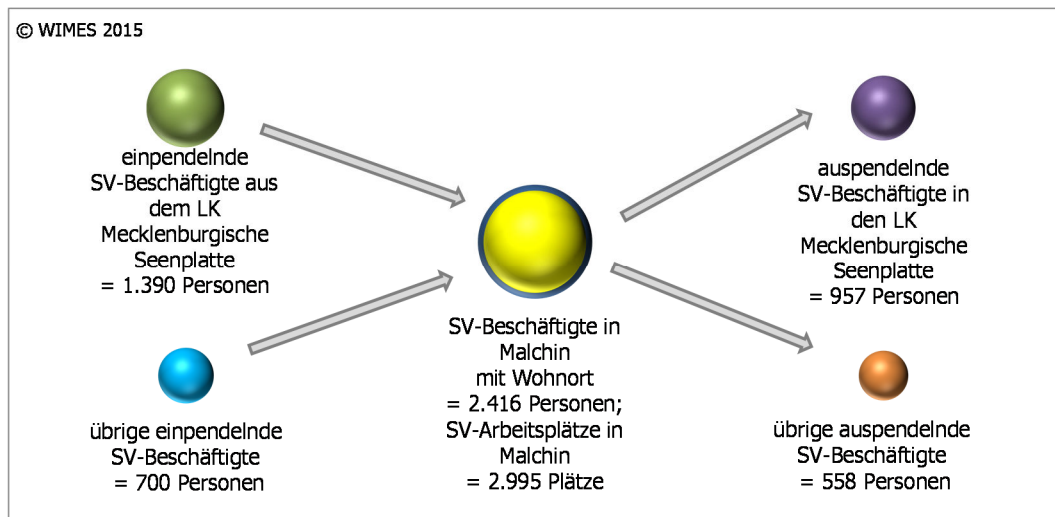 © WIMES 2015
einpendelnde
SV-Beschäftigte aus
dem LK
Mecklenburgische
Seenplatte
= 1.390 Personen
übrige einpendelnde
SV-Beschäftigte
= 700 Personen
SV-Beschäftigte in
Malchin
mit Wohnort
= 2.416 Personen;
SV-Arbeitsplätze in
Malchin
= 2.995 Plätze
auspendelnde
SV-Beschäftigte in
den LK
Mecklenburgische
Seenplatte
= 957 Personen
übrige auspendelnde
SV-Beschäftigte
= 558 Personen